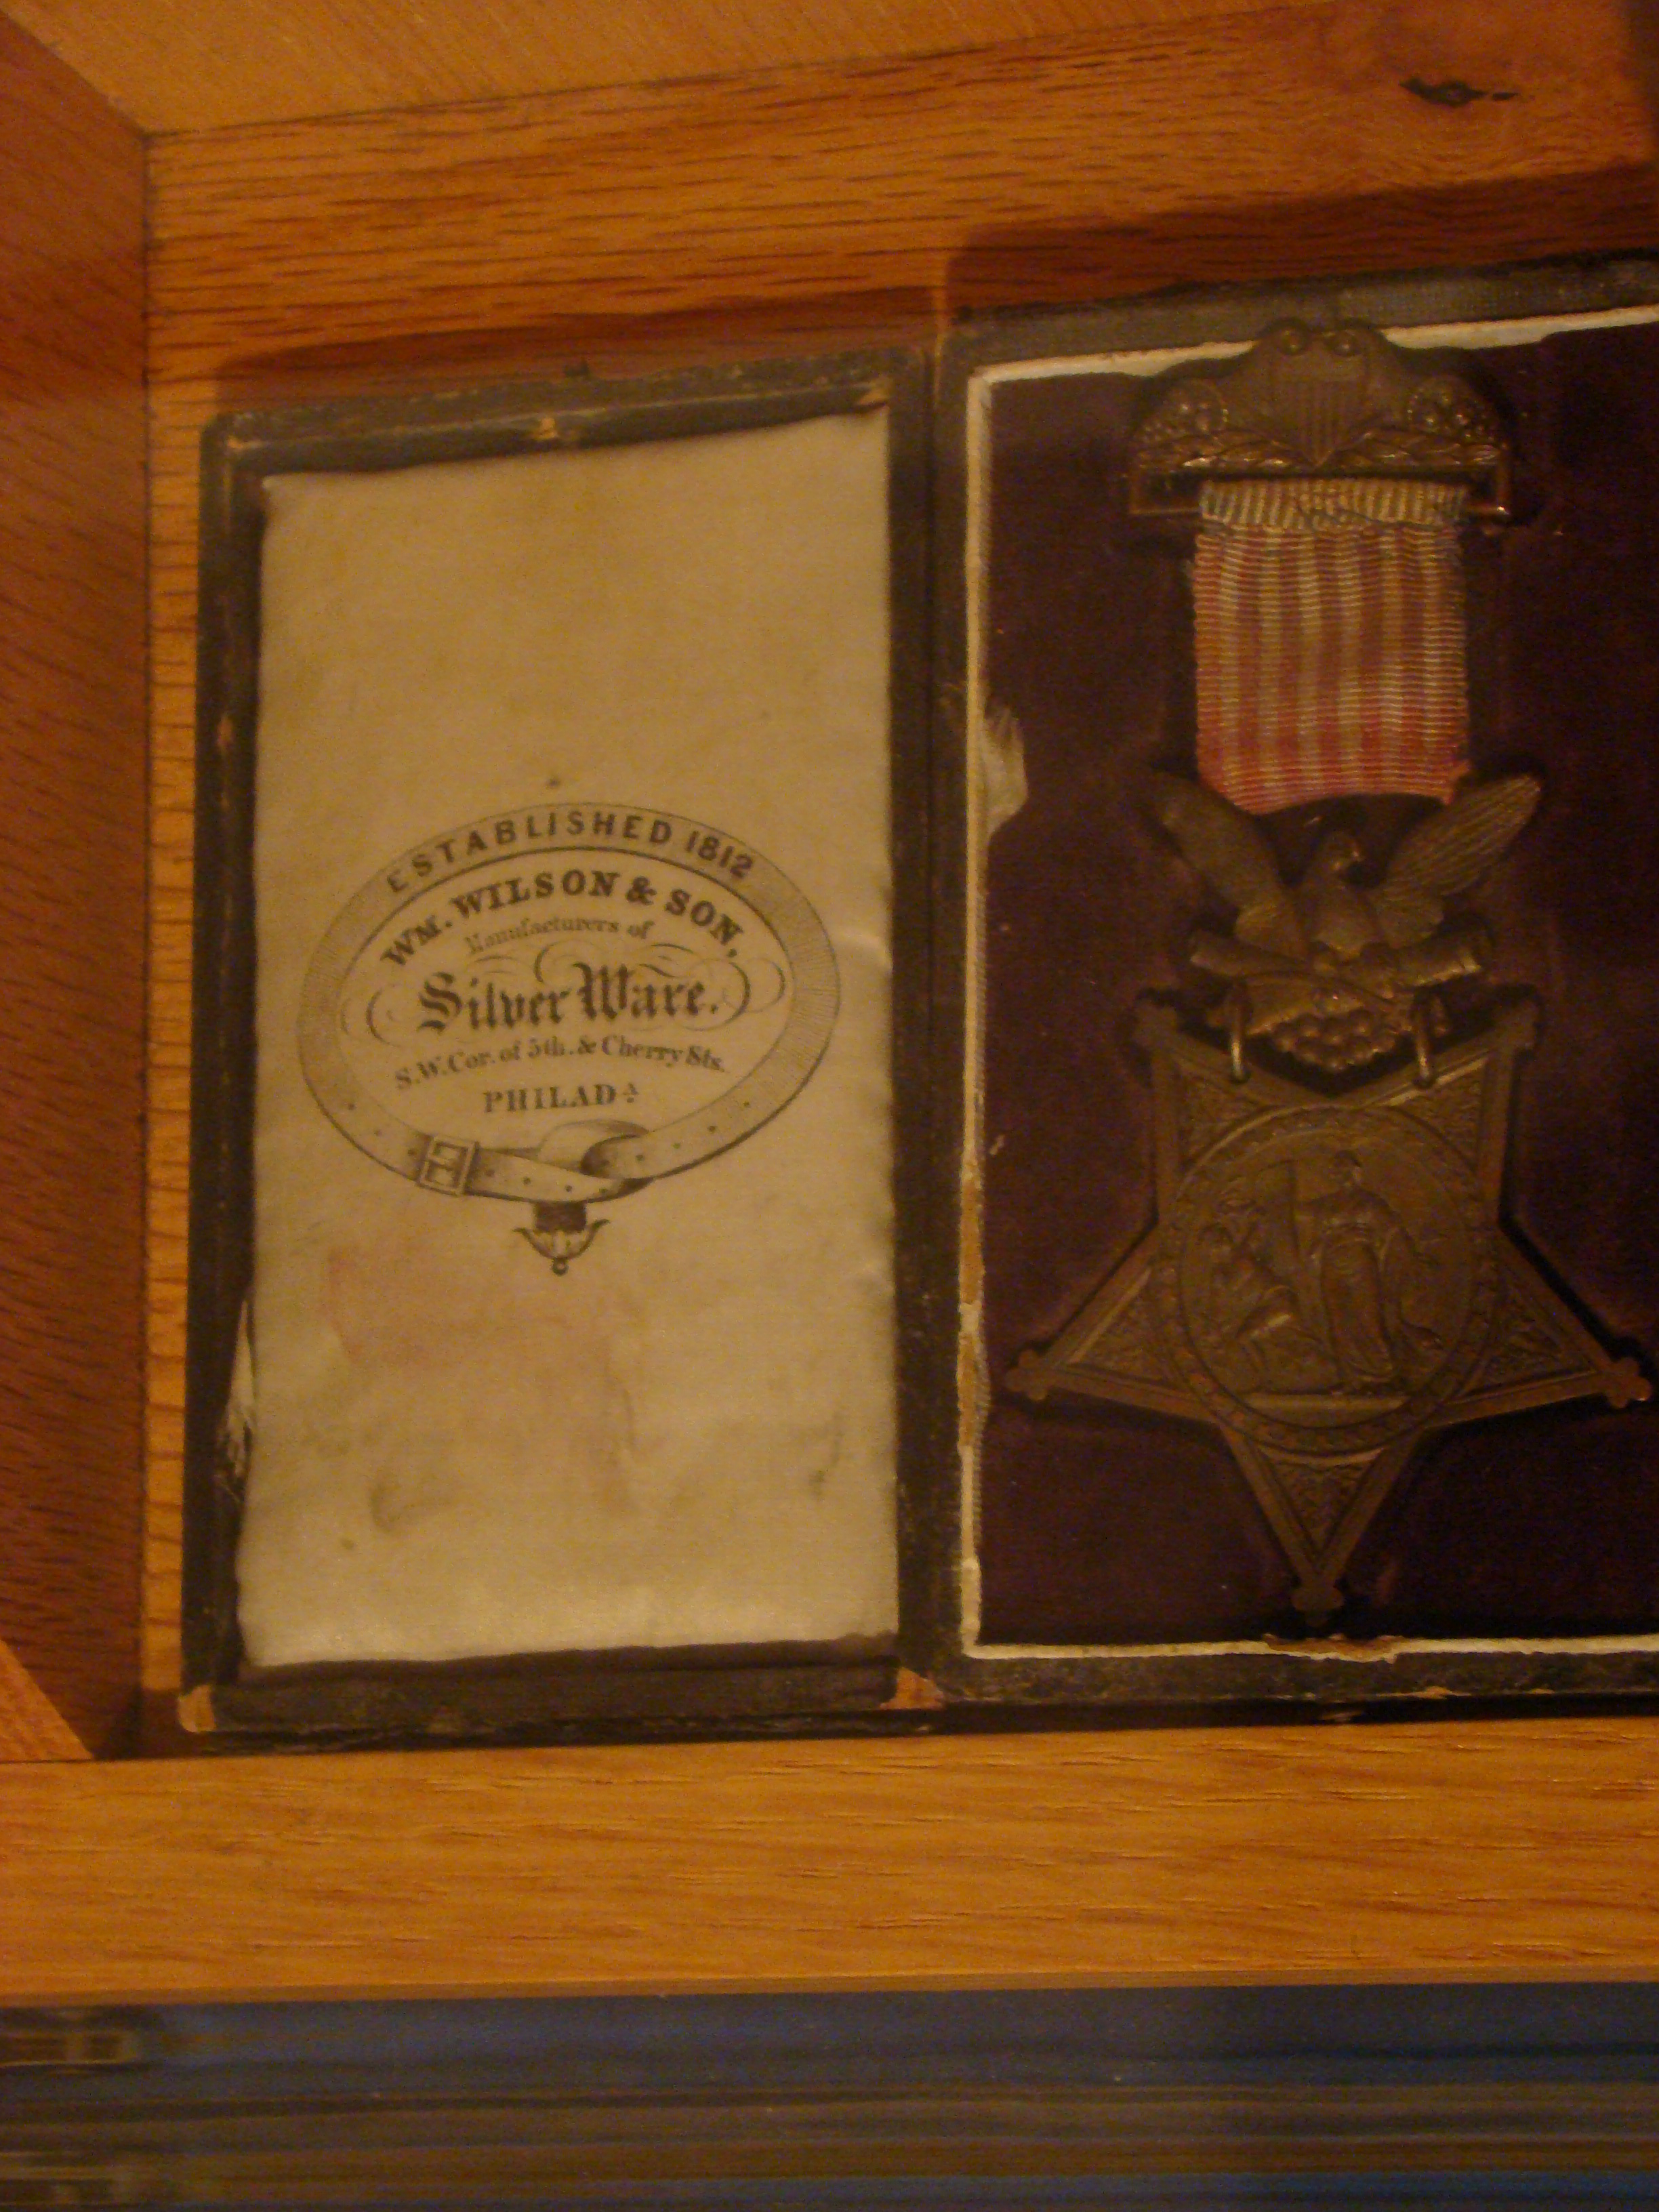 ESTABLISHED 1812
WM. WILSON & SON,
Manufacturers of
Silver Ware.
S.W. Cor. of 5th. & Cherry Sts.
PHILADA